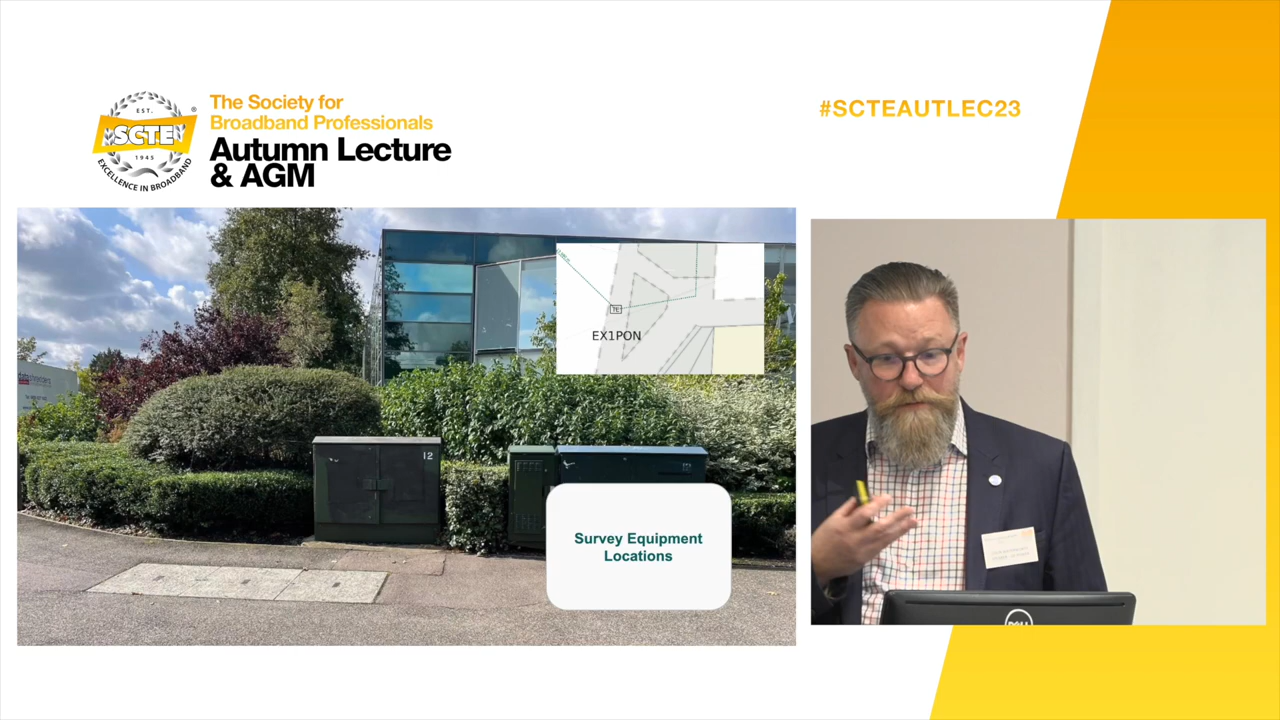 EST.
SCTE
®
1945
EXCELLENCE IN BROADBAND
The Society for
Broadband Professionals
Autumn Lecture
& AGM
#SCTEAUTLEC23
EX1PON
12
Survey Equipment
Locations
DELL